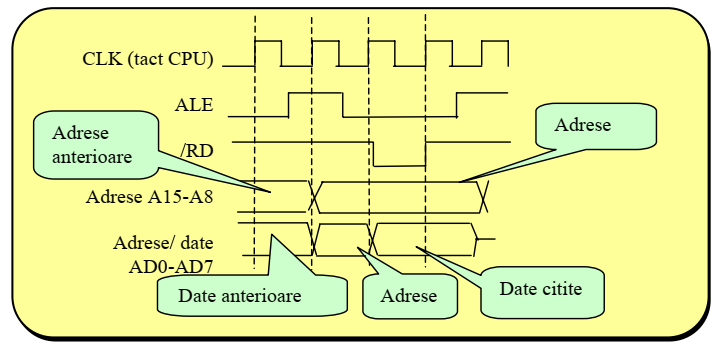 CLK (tact CPU)
ALE
Adrese
anterioare
/RD
Adrese
Adrese A15-A8
Adrese/ date
AD0-AD7
Date anterioare
Adrese
Date citite